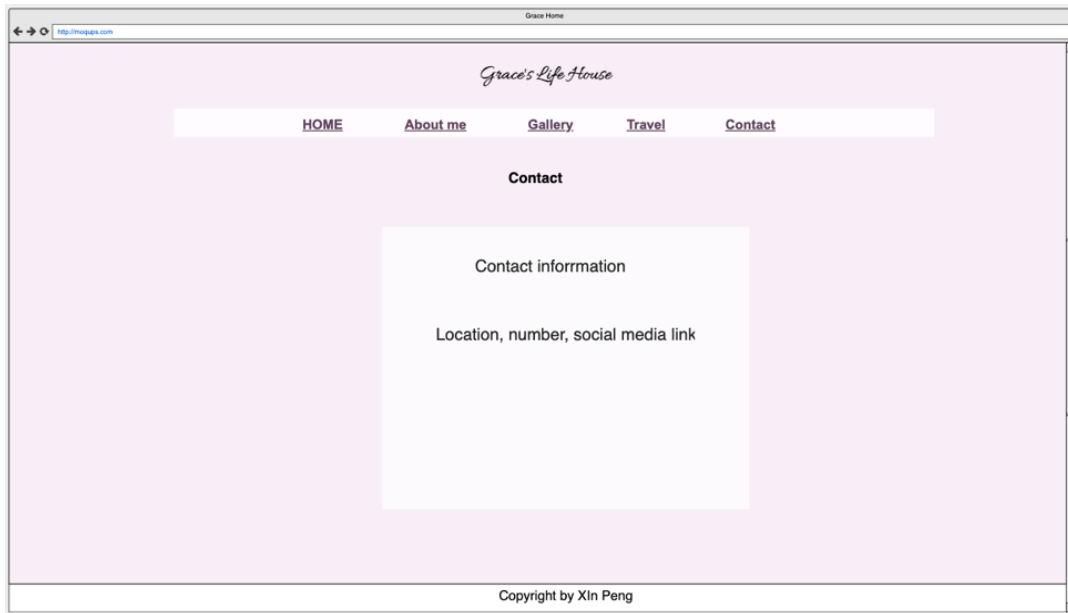 Grace Home
http://moqups.com
Grace's Life House
HOME About me Gallery Travel Contact
Contact
Contact inforrmation
Location, number, social media link
Copyright by XIn Peng